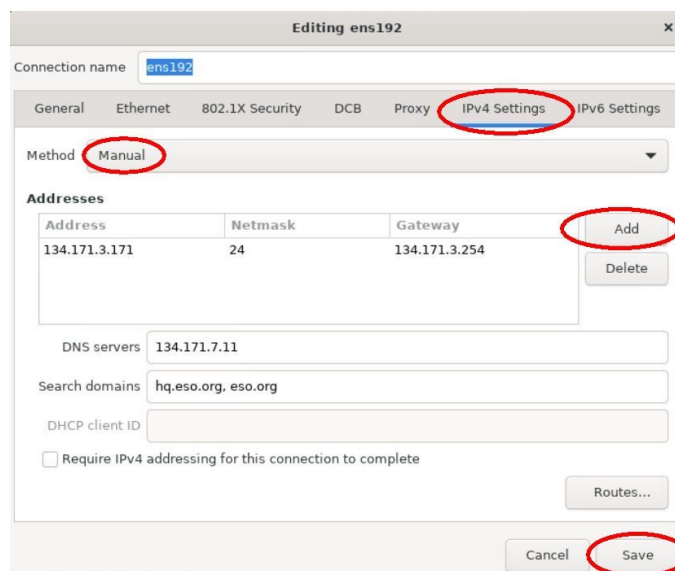 Editing ens192 ×
Connection name ens192
General Ethernet 802.1X Security DCB Proxy IPv4 Settings IPv6 Settings
Method Manual
Addresses
Address Netmask Gateway
134.171.3.171 24 134.171.3.254
Add
Delete
DNS servers 134.171.7.11
Search domains hq.eso.org, eso.org
DHCP client ID
Require IPv4 addressing for this connection to complete
Routes...
Cancel Save